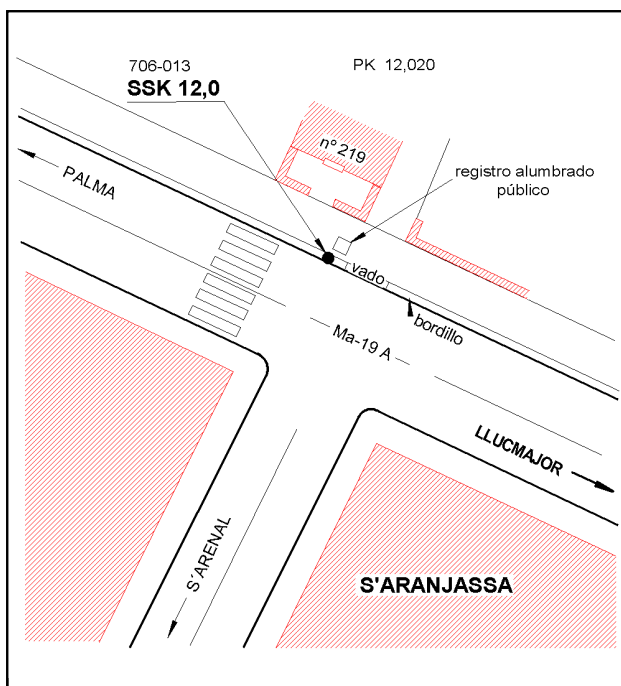 706-013
SSK 12,0
PK 12,020
nº 219
registro alumbrado
público
PALMA
vado
bordillo
Ma-19 A
LLUCMAJOR
S´ARENAL
S'ARANJASSA